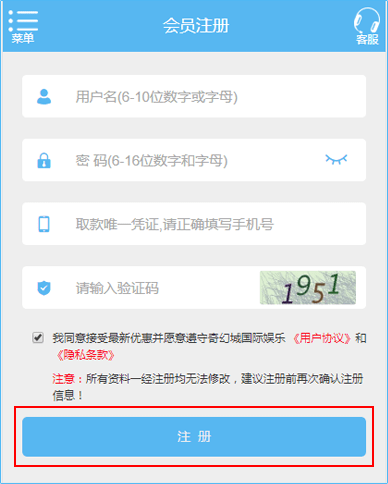 会员注册
菜单
客服
用户名(6-10位数字或字母)
密 码(6-16位数字和字母)
取款唯一凭证,请正确填写手机号
请输入验证码
1951
我同意接受最新优惠并愿意遵守奇幻城国际娱乐 《用户协议》和
《隐私条款》
注意：所有资料一经注册均无法修改，建议注册前再次确认注册
信息！
注 册